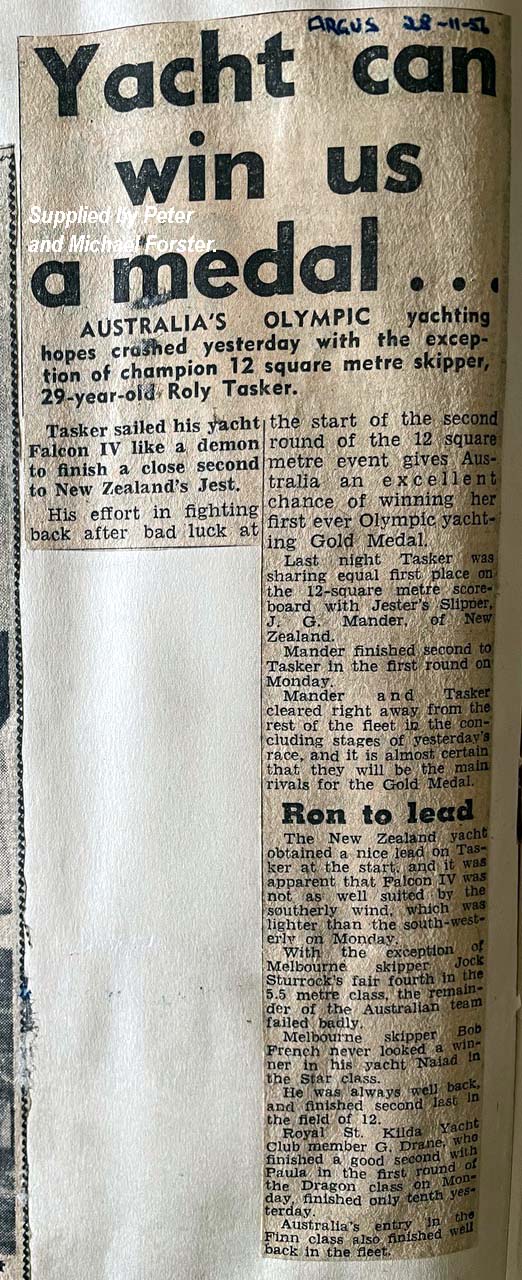 ARGUS 28-11-56
Yacht can
win us
a medal . . .
Supplied by Peter
and Michael Forster.
AUSTRALIA'S OLYMPIC yachting
hopes crashed yesterday with the excep-
tion of champion 12 square metre skipper,
29-year-old Roly Tasker.
Tasker sailed his yacht
Falcon IV like a demon
to finish a close second
to New Zealand's Jest.
His effort in fighting
back after bad luck at
the start of the second
round of the 12 square
metre event gives Aus-
tralia an excellent
chance of winning her
first ever Olympic yacht-
ing Gold Medal.
Last night Tasker was
sharing equal first place on
the 12-square metre score-
board with Jester's Slipper,
J. G. Mander, of New
Zealand.
Mander finished second to
Tasker in the first round on
Monday.
Mander and Tasker
cleared right away from the
rest of the fleet in the con-
cluding stages of yesterday's
race, and it is almost certain
that they will be the main
rivals for the Gold Medal.
Ron to lead
The New Zealand yacht
obtained a nice lead on Tas-
ker at the start, and it was
apparent that Falcon IV was
not as well suited by the
southerly wind, which was
lighter than the south-west-
erly on Monday.
With the exception of
Melbourne skipper Jock
Sturrock's fair fourth in the
5.5 metre class, the remain-
der of the Australian team
failed badly.
Melbourne skipper Bob
French never looked a win-
ner in his yacht Naiad in
the Star class.
He was always well back,
and finished second last in
the field of 12.
Royal St. Kilda Yacht
Club member G. Drane, who
finished a good second with
Paula in the first round of
the Dragon class on Mon-
day, finished only tenth yes-
terday.
Australia's entry in the
Finn class also finished well
back in the fleet.